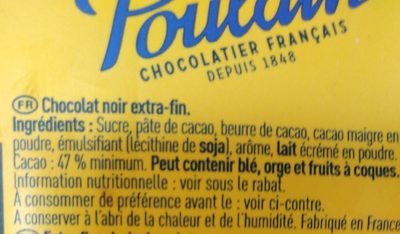 Poulain
CHOCOLATIER FRANÇAIS
DEPUIS 1848
FR Chocolat noir extra-fin.
Ingrédients : Sucre, pâte de cacao, beurre de cacao, cacao maigre en
poudre, émulsifiant (lécithine de soja), arôme, lait écrémé en poudre.
Cacao : 47 % minimum. Peut contenir blé, orge et fruits à coques.
Information nutritionnelle : voir sous le rabat.
À consommer de préférence avant le : voir ci-contre.
A conserver à l'abri de la chaleur et de l'humidité. Fabriqué en France